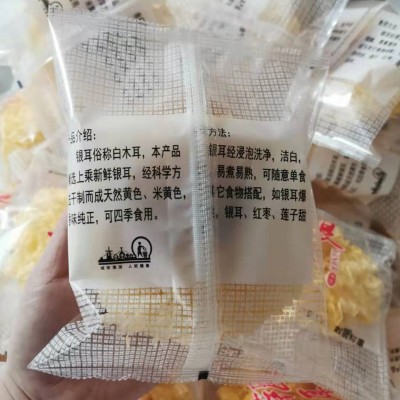 品介绍：
银耳俗称白木耳，本产品
选上乘新鲜银耳，经科学方
干制而成天然黄色、米黄色，
味纯正，可四季食用。
方法：
银耳经浸泡洗净，洁白，
易煮易熟，可随意单食
其它食物搭配，如银耳爆
银耳、红枣、莲子甜